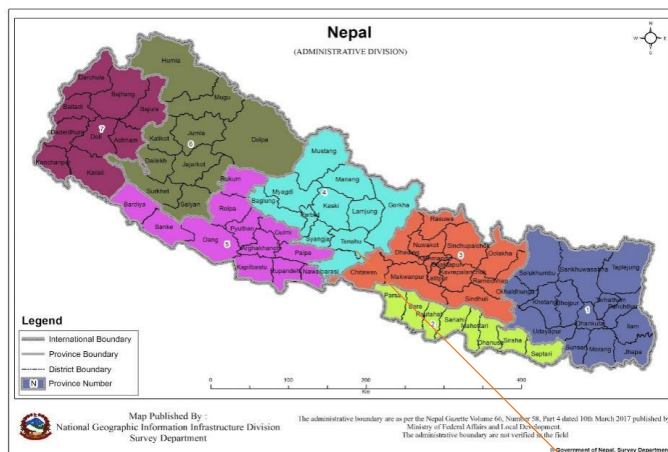 Nepal
(ADMINISTRATIVE DIVISION)
N
W
E
S
Humla
Darchula
Bajhang
Mugu
Baitadi
Bajura
7
Jumla
Dolpa
Dadeldhura
Doti
Achham
Kalikot
6
Mustang
Kanchanpur
Kailali
Dailekh
Jajarkot
Manang
Surkhet
Rukum
4
Myagdi
Gorkha
Bardiya
Salyan
Rolpa
Baglung
Kaski
Lamjung
Rasuwa
Banke
Pyuthan
Gulmi
Parbat
Nuwakot
Sindhupalchok
Dang
5
Syangja
Tanahu
Dhading
3
Dolakha
Taplejung
Arghakhanchi
Palpa
Sankhuwasabha
Solukhumbu
Kapilbastu
Rupandehi
Nawalparasi
Chitawan
Kavrepalanchok
Ramechhap
Makwanpur
Okhaldhunga
Sindhuli
Khotang
Bhojpur
1
Panchthar
Parsa
Bara
Rautahat
2
Sarlahi
Mahottari
Dhanusa
Siraha
Saptari
Udayapur
Dhankuta
Ilam
Sunsari
Morang
Jhapa
Legend
International Boundary
Province Boundary
District Boundary
N Province Number
0 100 200 400
Map Published By :
National Geographic Information Infrastructure Division
Survey Department
The administrative boundary are as per the Nepal Gazette Volume 66, Number 58, Part 4 dated 10th March 2017 published by
Ministry of Federal Affairs and Local Development.
The administrative boundary are not verified in the field
©Government of Nepal, Survey Department